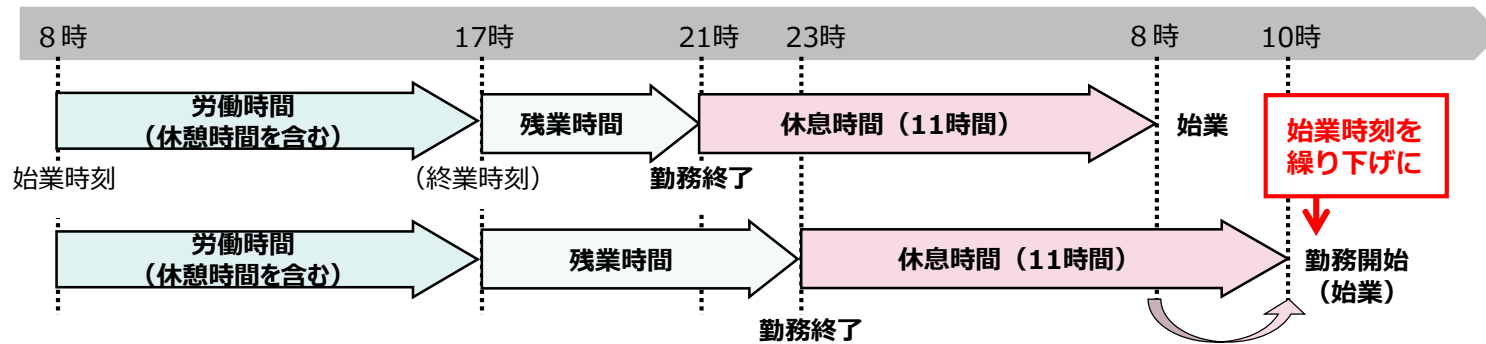 ８時 17時 21時 23時 ８時 10時
労働時間
（休憩時間を含む）
残業時間
休息時間（11時間）
始業
始業時刻を
繰り下げに
始業時刻
（終業時刻）
勤務終了
労働時間
（休憩時間を含む）
残業時間
休息時間（11時間）
勤務開始
（始業）
勤務終了